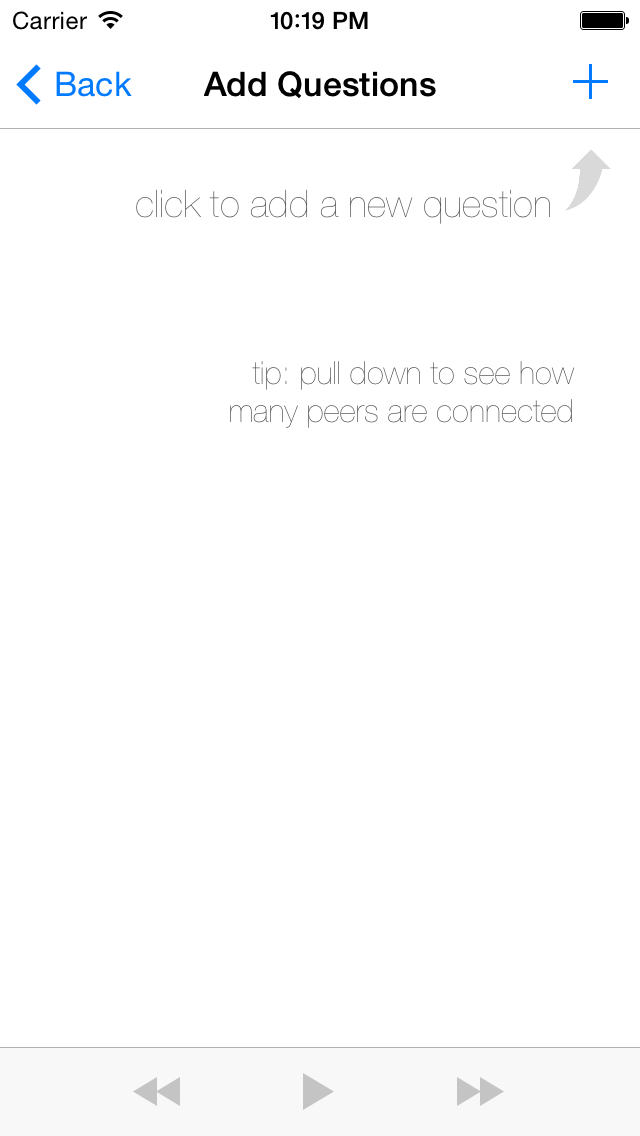 Carrier 10:19 PM
Back Add Questions
click to add a new question
tip: pull down to see how
many peers are connected